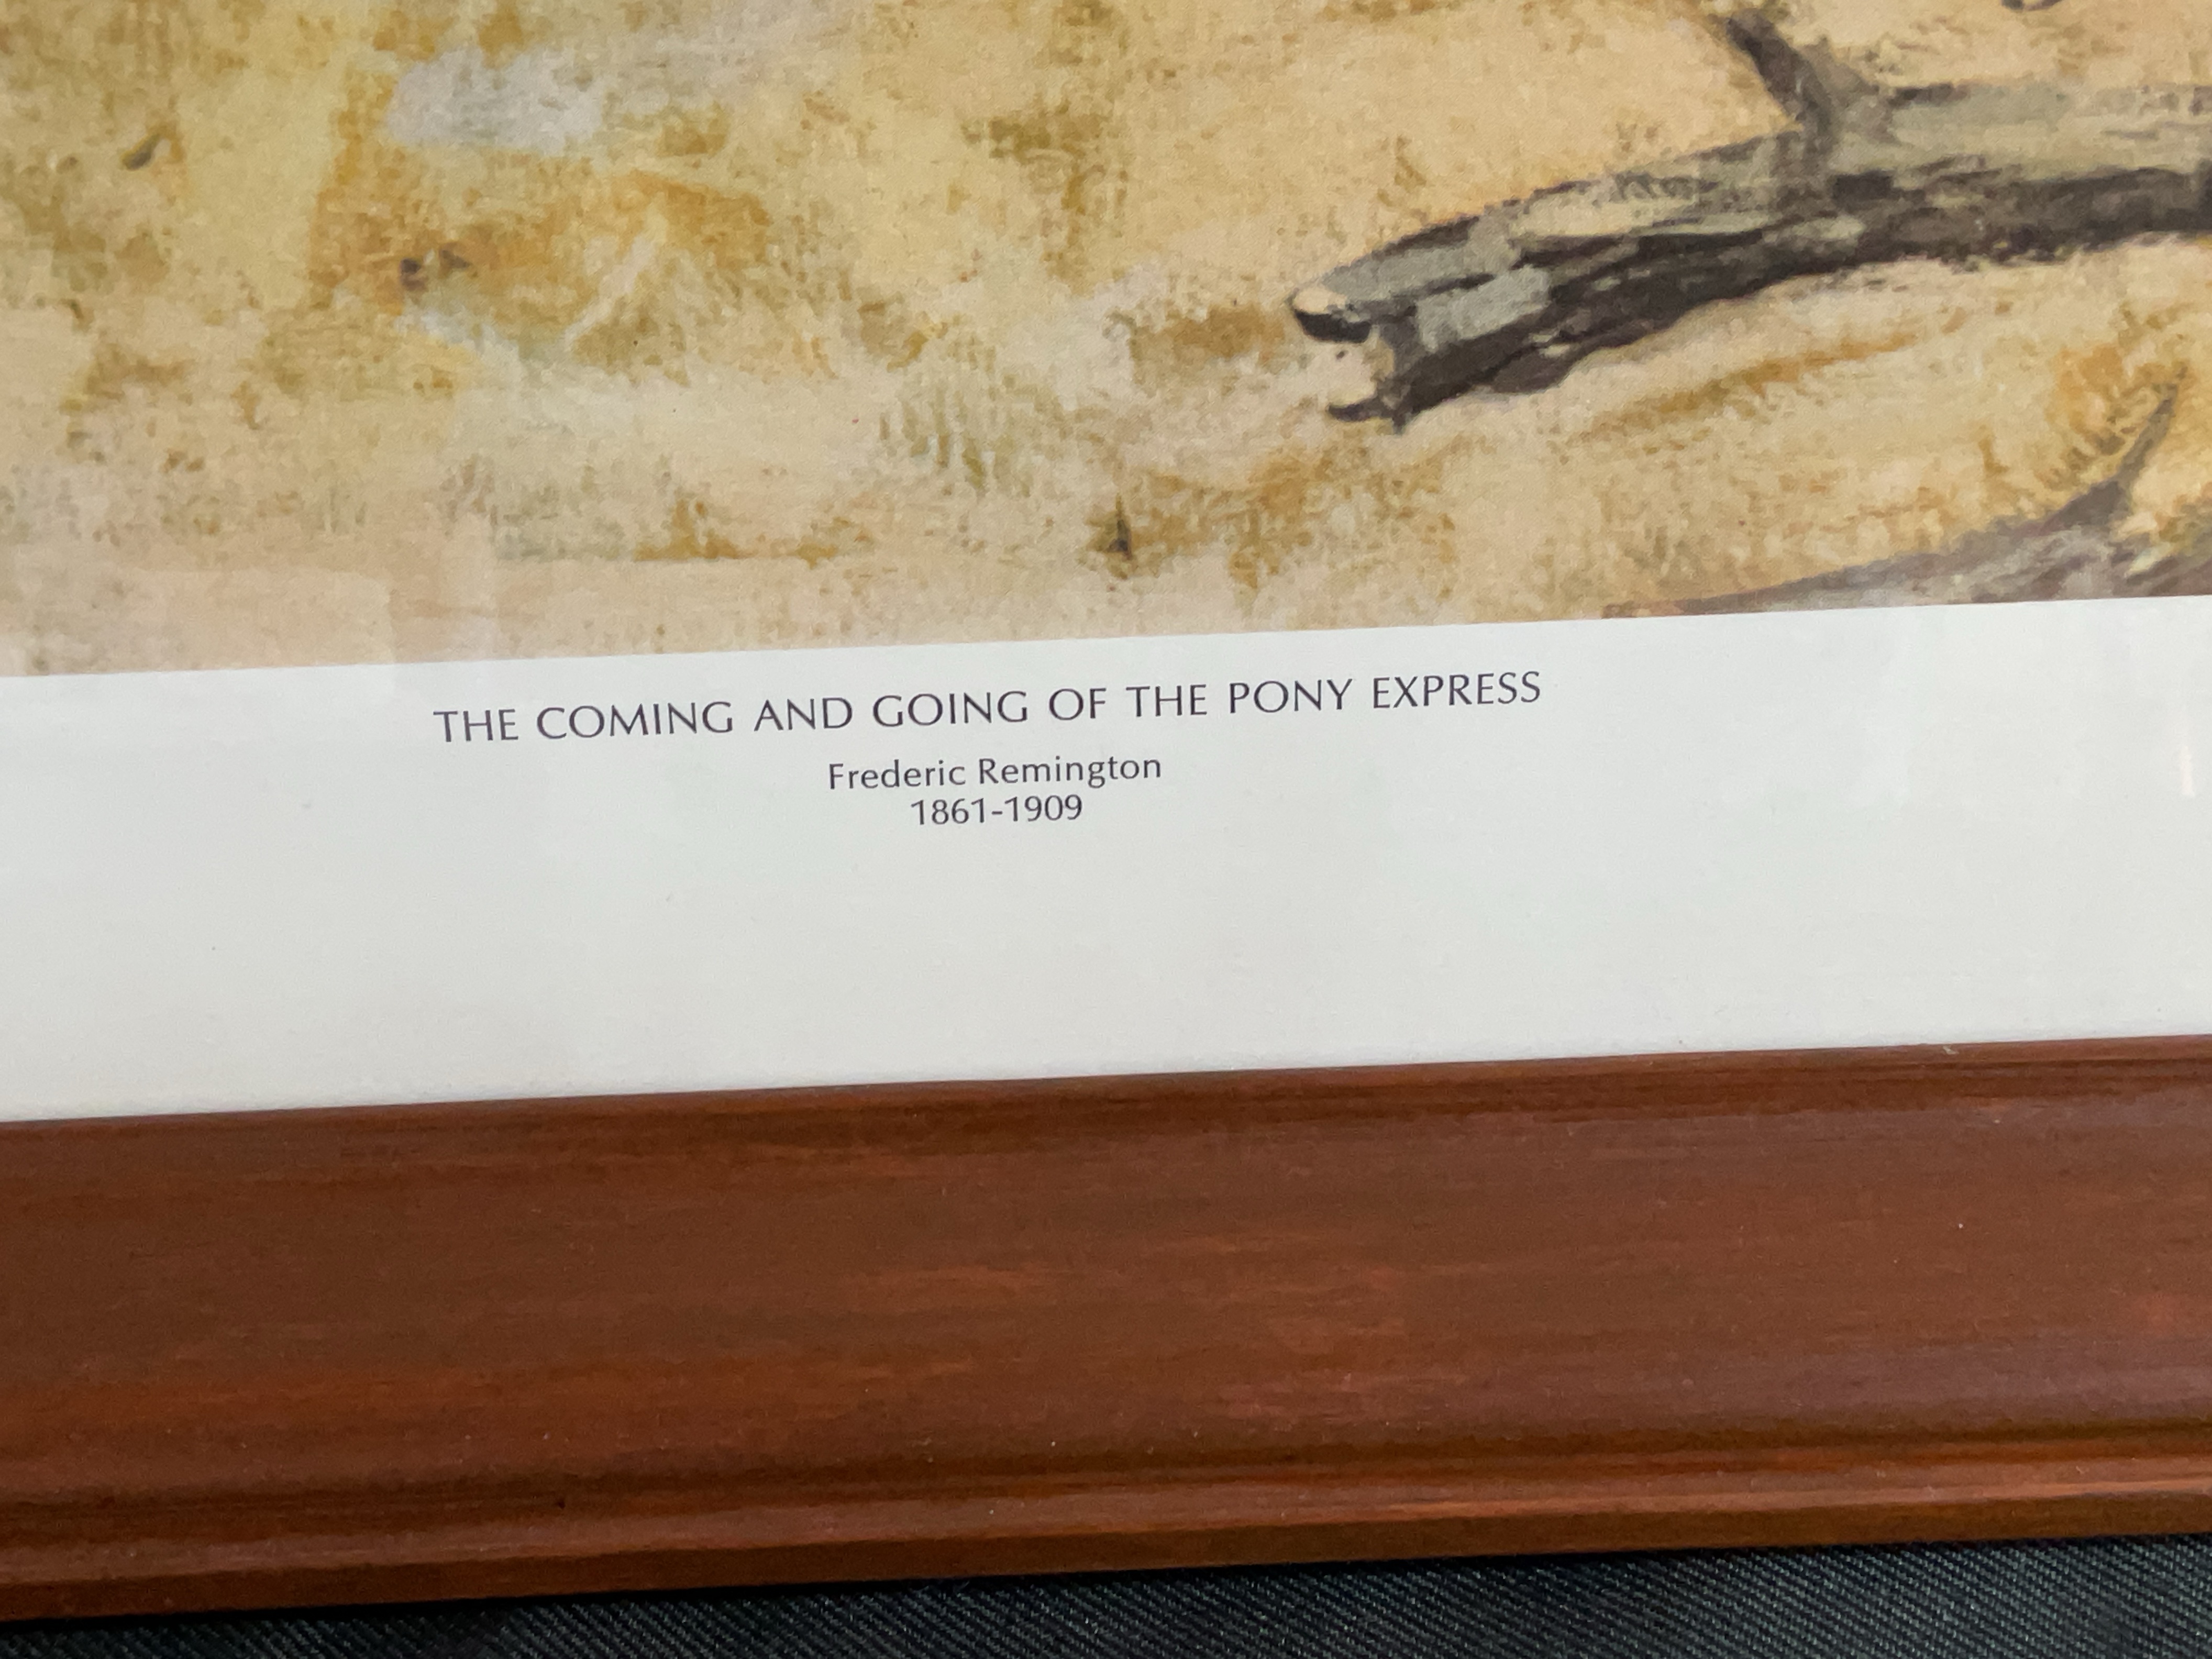 THE COMING AND GOING OF THE PONY EXPRESS
Frederic Remington
1861-1909